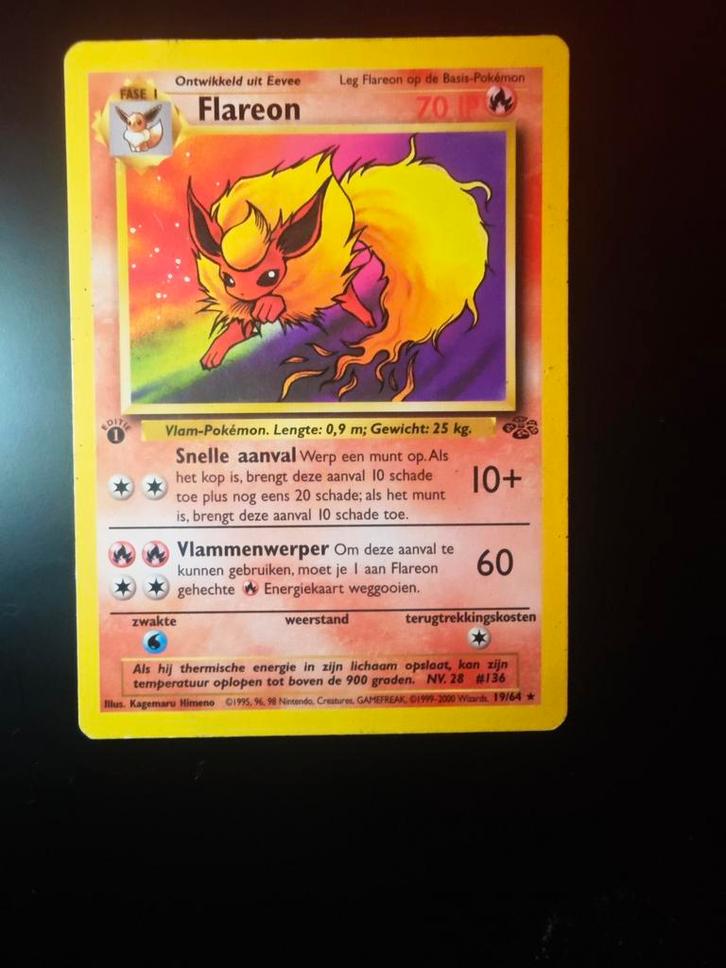 Ontwikkeld uit Eevee
Leg Flareon op de Basis-Pokémon
FASE 1
Flareon
70 IP
EDITIE
1
Vlam-Pokémon. Lengte: 0,9 m; Gewicht: 25 kg.
Snelle aanval Werp een munt op. Als
het kop is, brengt deze aanval 10 schade
toe plus nog eens 20 schade; als het munt
is, brengt deze aanval 10 schade toe.
10+
Vlammenwerper Om deze aanval te
kunnen gebruiken, moet je 1 aan Flareon
gehechte Energiekaart weggooien.
60
zwakte
weerstand
terugtrekkingskosten
Als hij thermische energie in zijn lichaam opslaat, kan zijn
temperatuur oplopen tot boven de 900 graden. NV. 28 #136
Illus. Kagemaru Himeno ©1995, 96, 98 Nintendo, Creatures, GAMEFREAK. ©1999-2000 Wizards. 19/64 ★